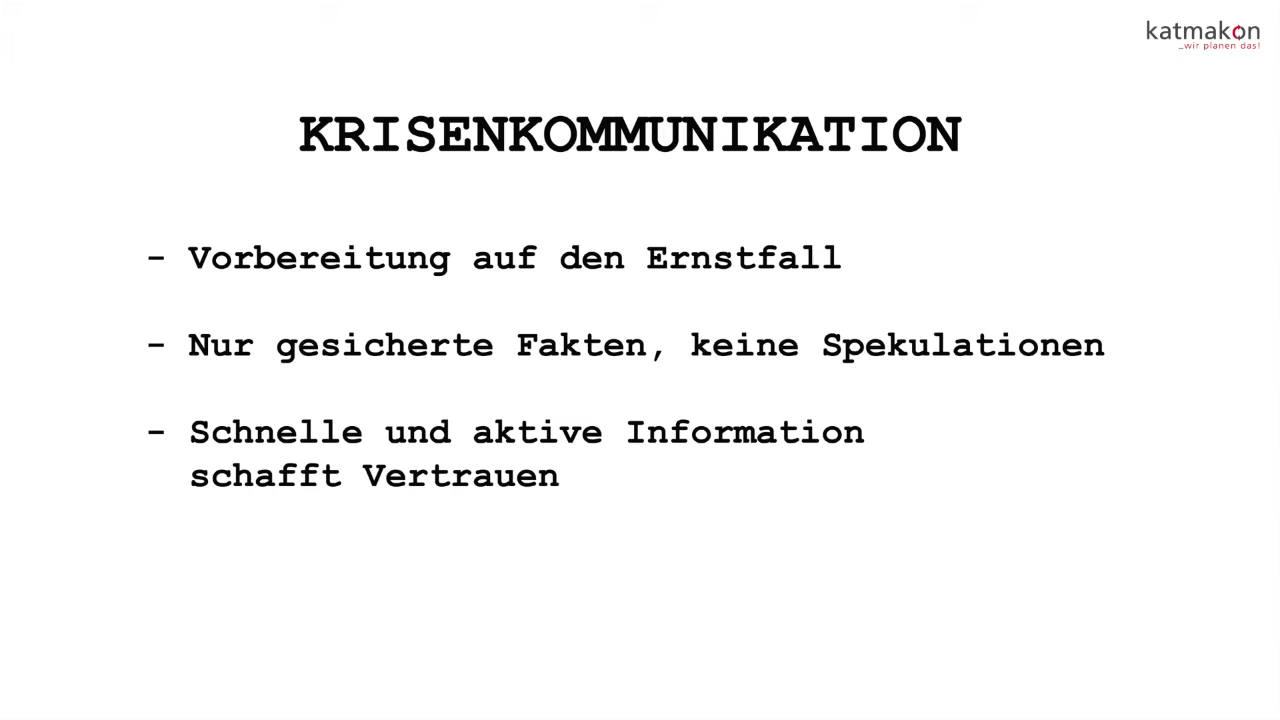 katmakon
_wir planen das!
KRISENKOMMUNIKATION
- Vorbereitung auf den Ernstfall
- Nur gesicherte Fakten, keine Spekulationen
- Schnelle und aktive Information
schafft Vertrauen